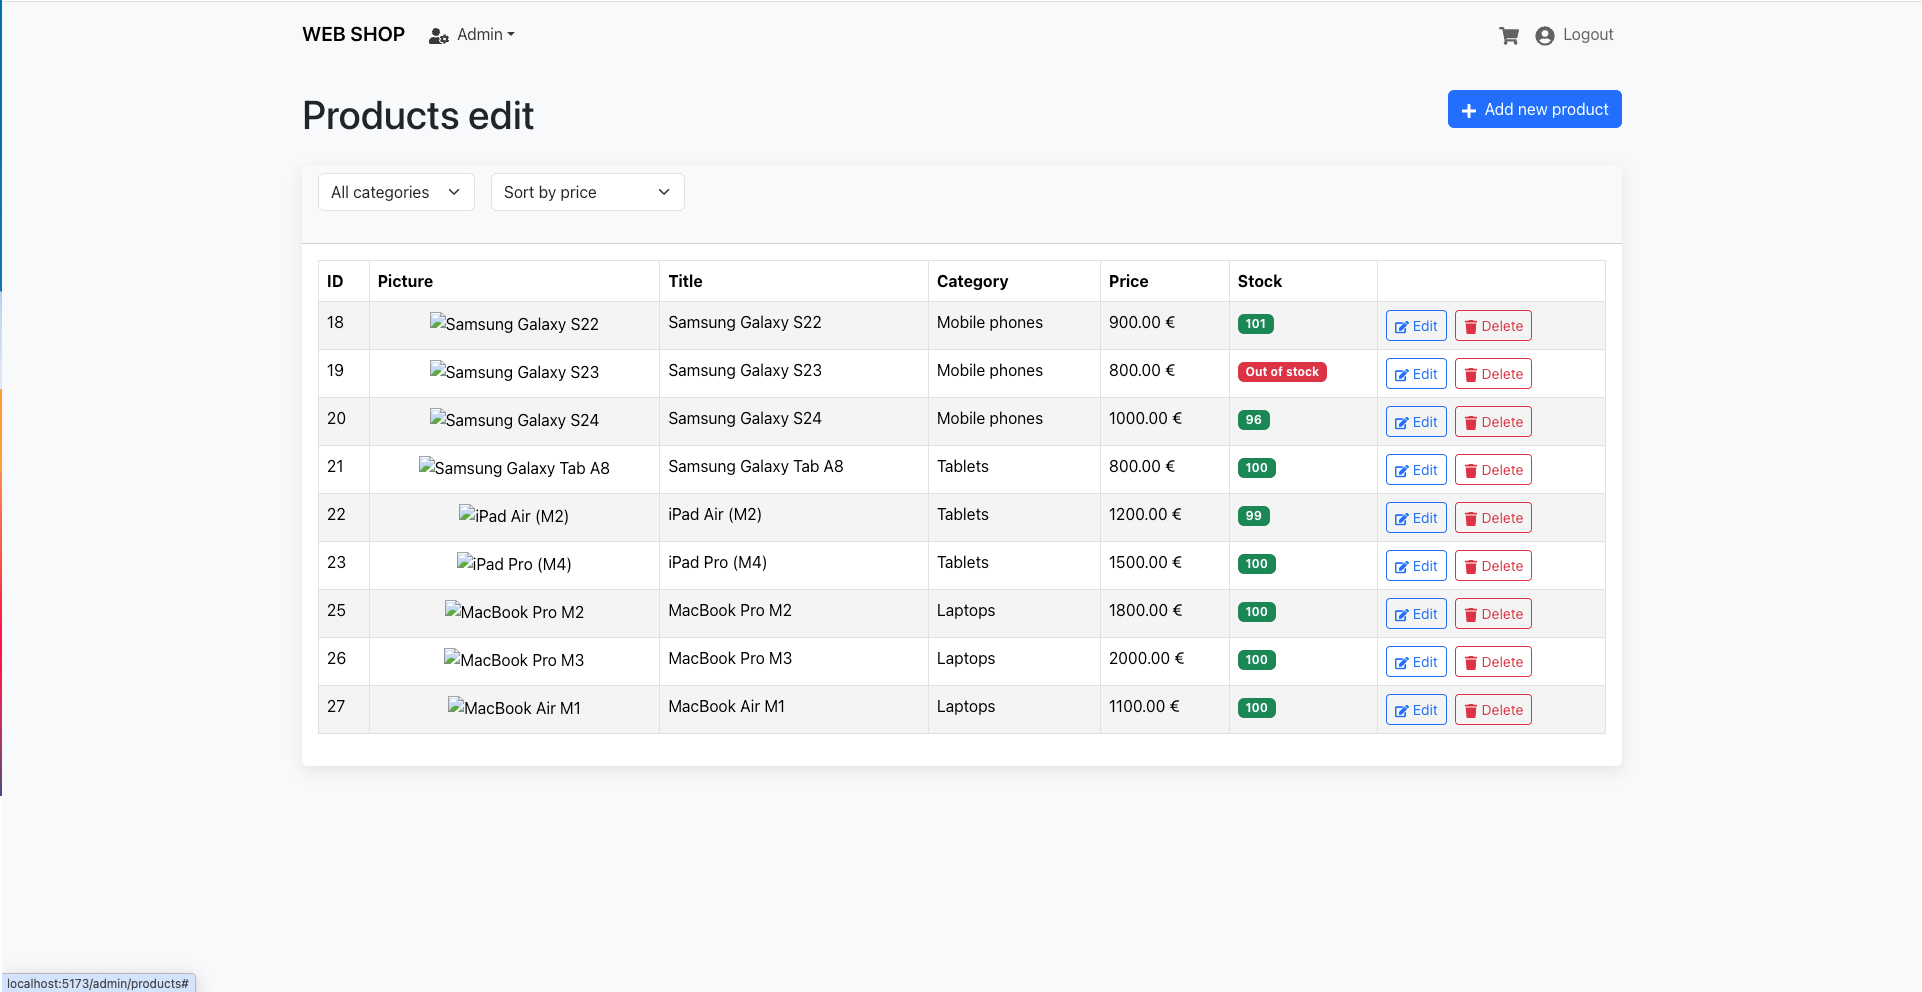 WEB SHOP Admin Logout
Products edit
Add new product
All categories Sort by price
ID Picture Title Category Price Stock
18 Samsung Galaxy S22 Samsung Galaxy S22 Mobile phones 900.00 € 101 Edit Delete
19 Samsung Galaxy S23 Samsung Galaxy S23 Mobile phones 800.00 € Out of stock Edit Delete
20 Samsung Galaxy S24 Samsung Galaxy S24 Mobile phones 1000.00 € 96 Edit Delete
21 Samsung Galaxy Tab A8 Samsung Galaxy Tab A8 Tablets 800.00 € 100 Edit Delete
22 iPad Air (M2) iPad Air (M2) Tablets 1200.00 € 99 Edit Delete
23 iPad Pro (M4) iPad Pro (M4) Tablets 1500.00 € 100 Edit Delete
25 MacBook Pro M2 MacBook Pro M2 Laptops 1800.00 € 100 Edit Delete
26 MacBook Pro M3 MacBook Pro M3 Laptops 2000.00 € 100 Edit Delete
27 MacBook Air M1 MacBook Air M1 Laptops 1100.00 € 100 Edit Delete
localhost:5173/admin/products#